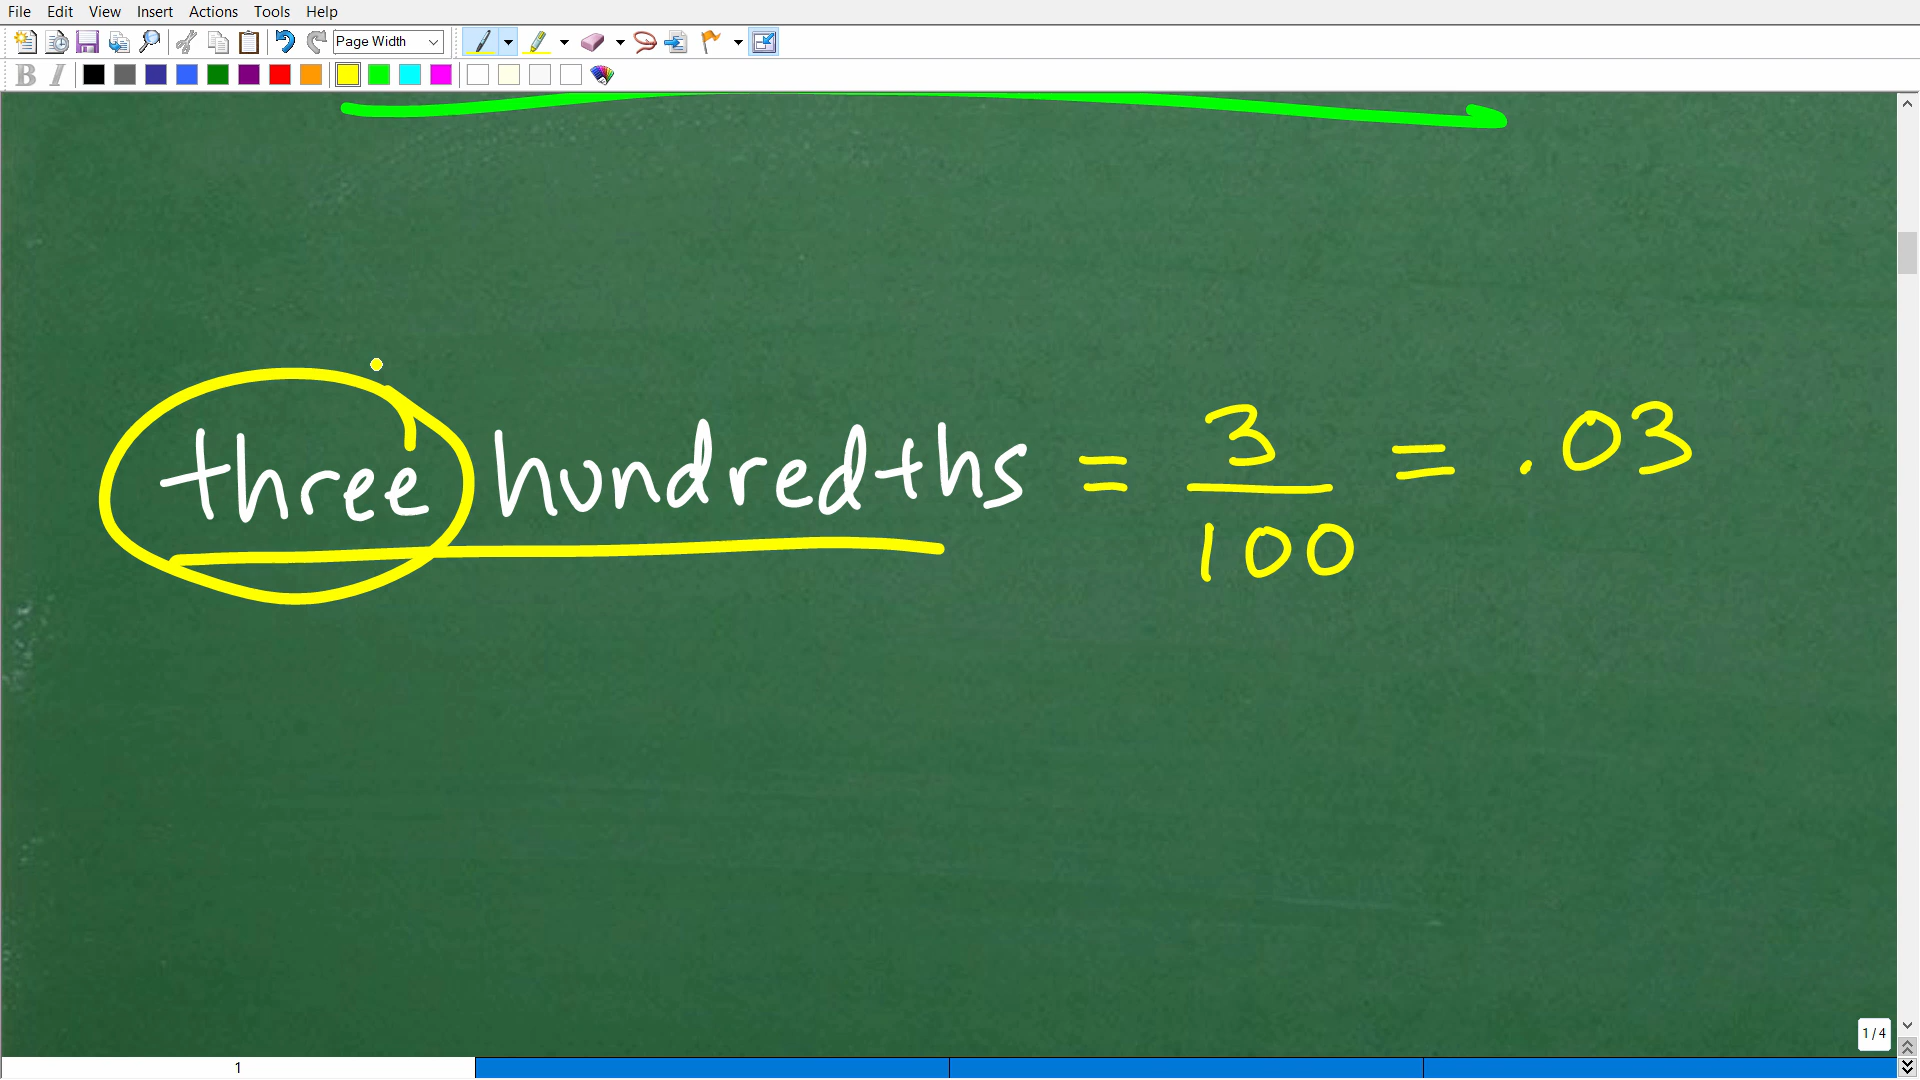 File Edit View Insert Actions Tools Help
Page Width
B I
three hundredths = 3/100 = .03
1 / 4
1